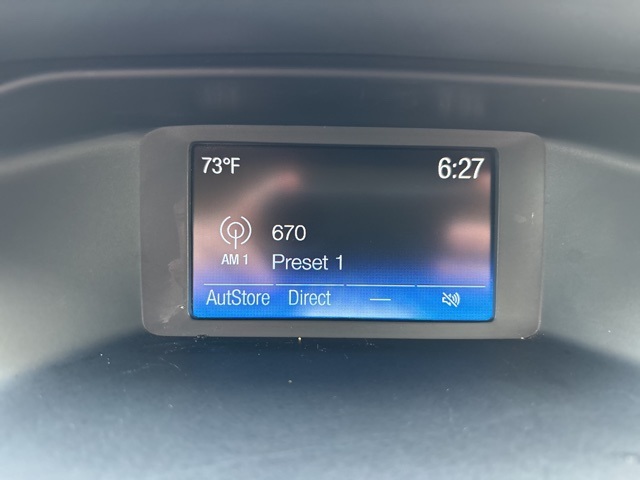 73°F 6:27
670
AM 1 Preset 1
AutStore Direct —